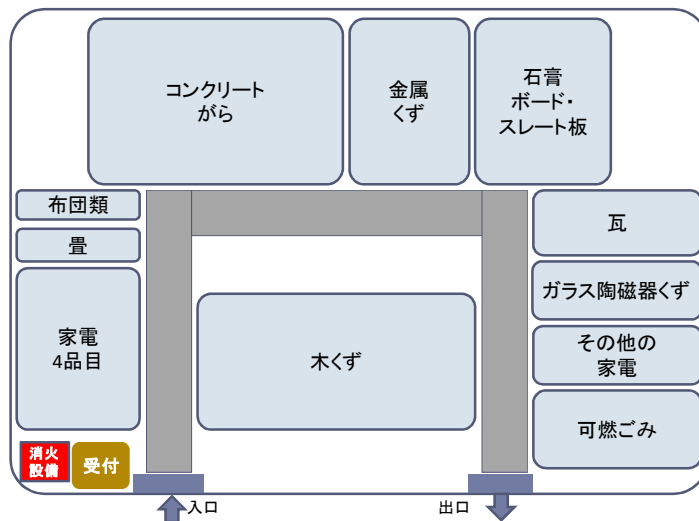 コンクリート
がら
金属
くず
石膏
ボード・
スレート板
布団類
畳
家電
4品目
木くず
瓦
ガラス陶磁器くず
その他の
家電
可燃ごみ
消火
設備
受付
入口
出口